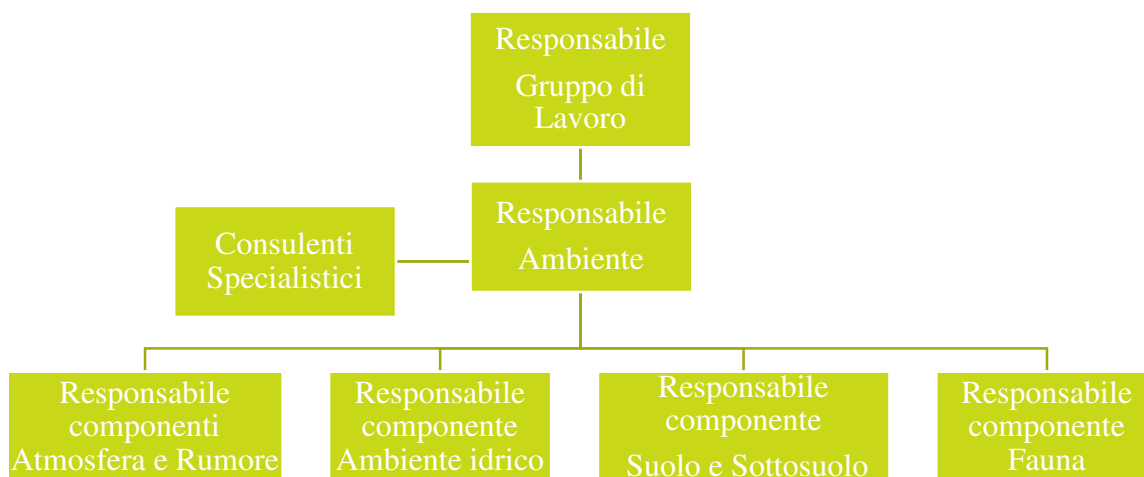 Responsabile
Gruppo di
Lavoro
Responsabile
Ambiente
Consulenti
Specialistici
Responsabile
componenti
Atmosfera e Rumore
Responsabile
componente
Ambiente idrico
Responsabile
componente
Suolo e Sottosuolo
Responsabile
componente
Fauna